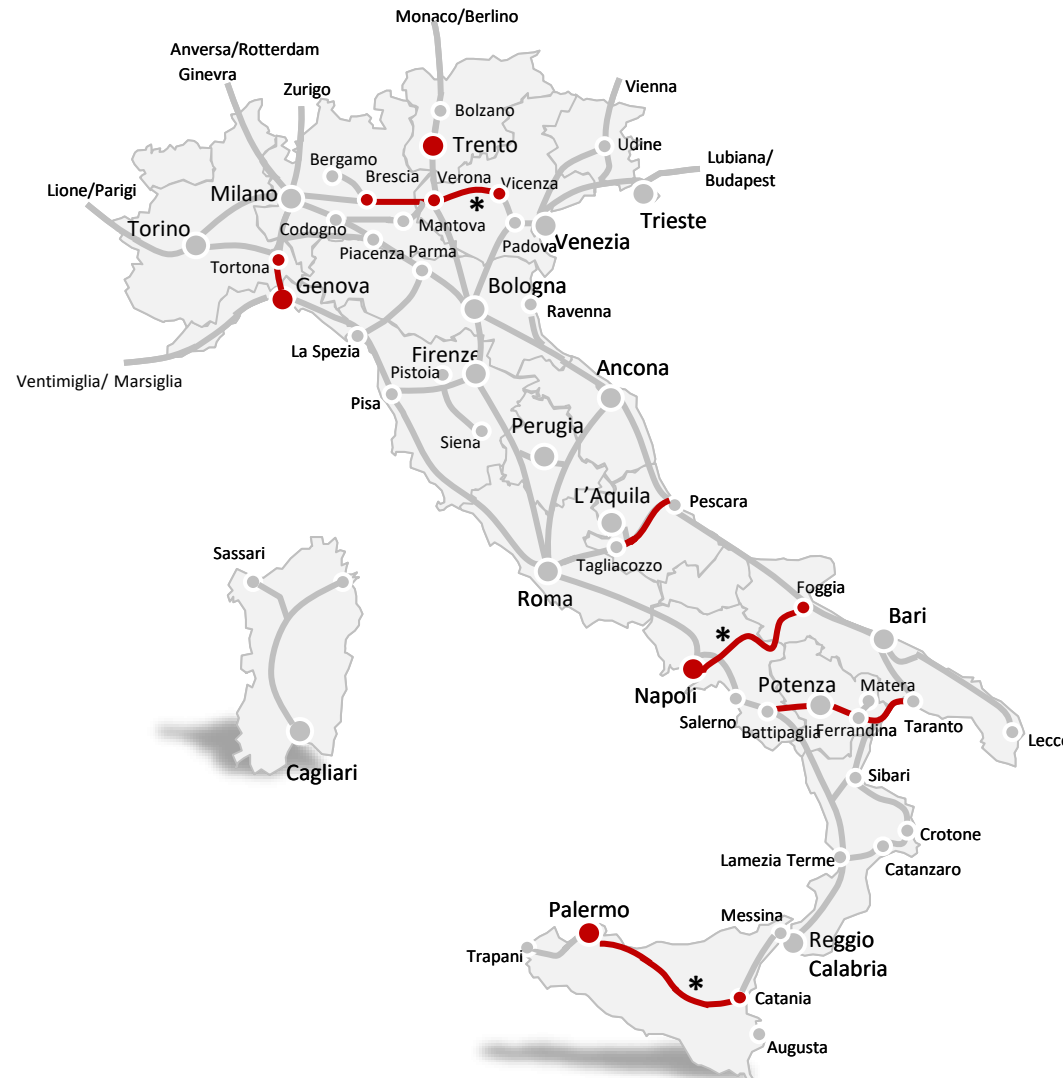 Monaco/Berlino
Anversa/Rotterdam
Ginevra
Zurigo
Vienna
Bolzano
Trento
Udine
Bergamo
Brescia
Verona
Vicenza
Lubiana/
Budapest
Lione/Parigi
Milano
*
Trieste
Torino
Codogno
Mantova
Padova
Venezia
Piacenza
Parma
Tortona
Genova
Bologna
Ravenna
La Spezia
Firenze
Pistoia
Ancona
Ventimiglia/ Marsiglia
Pisa
Perugia
Siena
L'Aquila
Pescara
Sassari
Tagliacozzo
Roma
Foggia
*
Bari
Napoli
Potenza
Matera
Salerno
Battipaglia
Ferrandina
Taranto
Lecce
Cagliari
Sibari
Crotone
Lamezia Terme
Catanzaro
Palermo
Messina
Reggio
Calabria
Trapani
*
Catania
Augusta